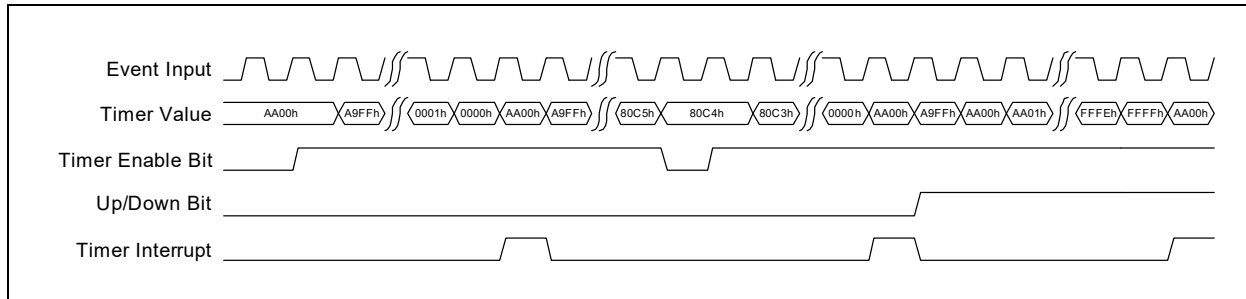 Event Input
Timer Value AA00h A9FFh 0001h 0000h AA00h A9FFh 80C5h 80C4h 80C3h 0000h AA00h A9FFh AA00h AA01h FFFEh FFFFh AA00h
Timer Enable Bit
Up/Down Bit
Timer Interrupt